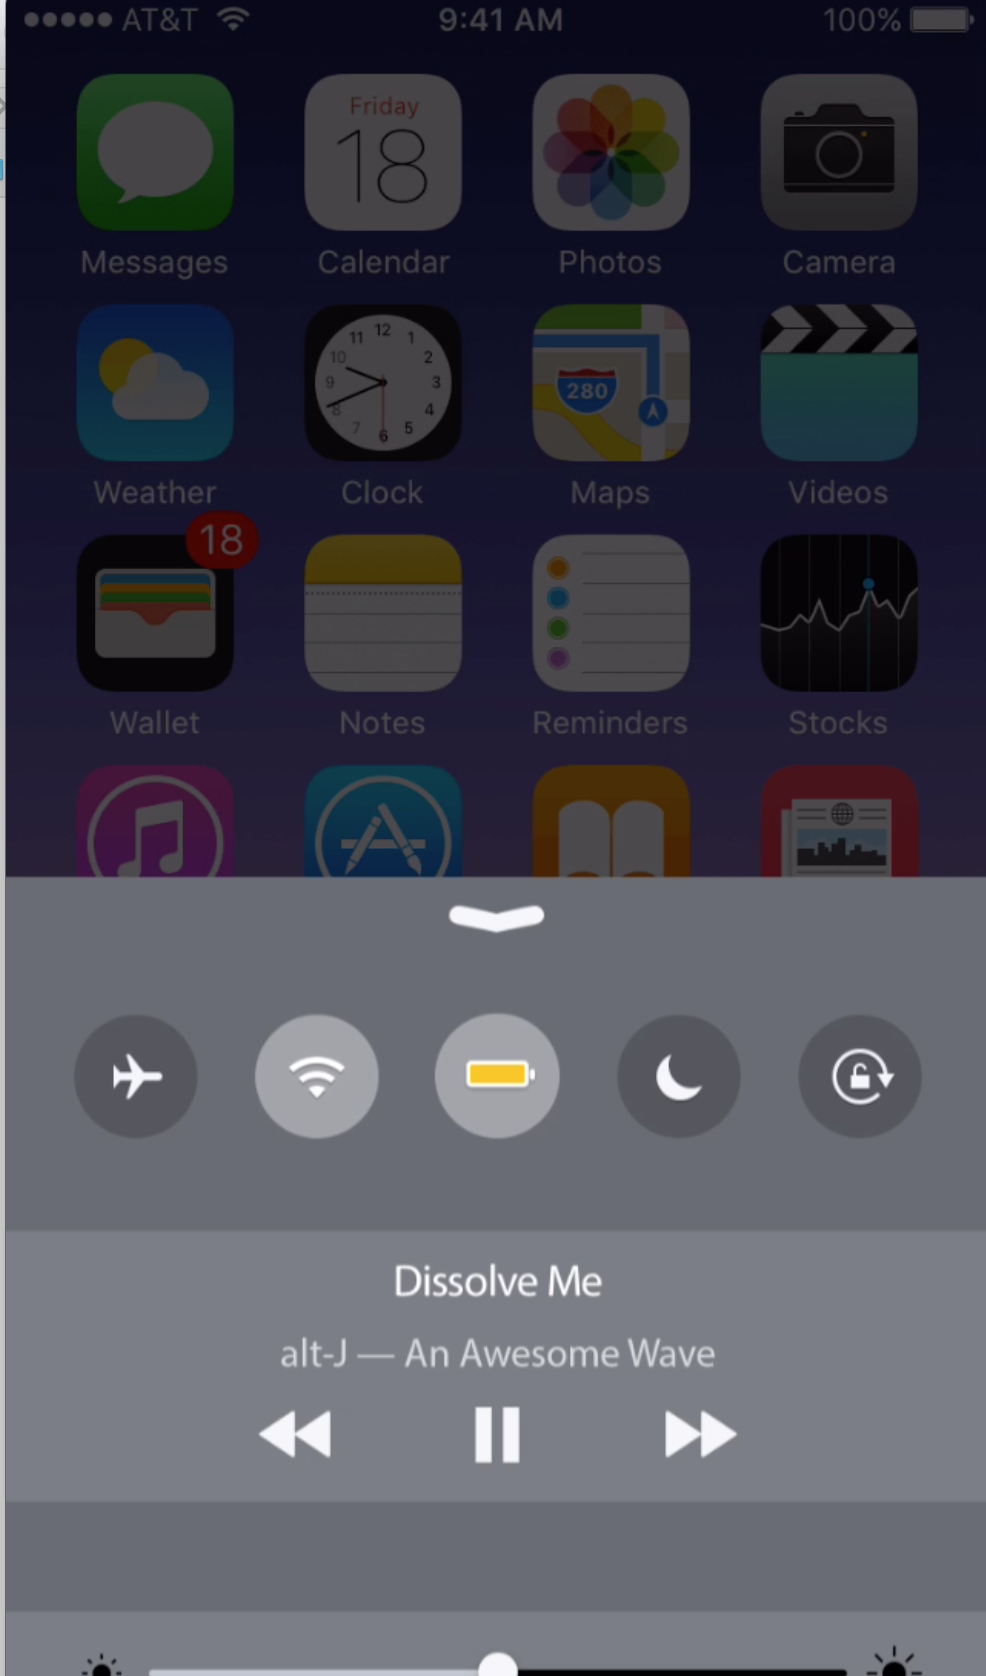 AT&T 9:41 AM 100%
Friday
18
Messages Calendar Photos Camera
12
11 1
10 2
9 3
8 4
7 6 5
280
Weather Clock Maps Videos
18
Wallet Notes Reminders Stocks
Dissolve Me
alt-J — An Awesome Wave